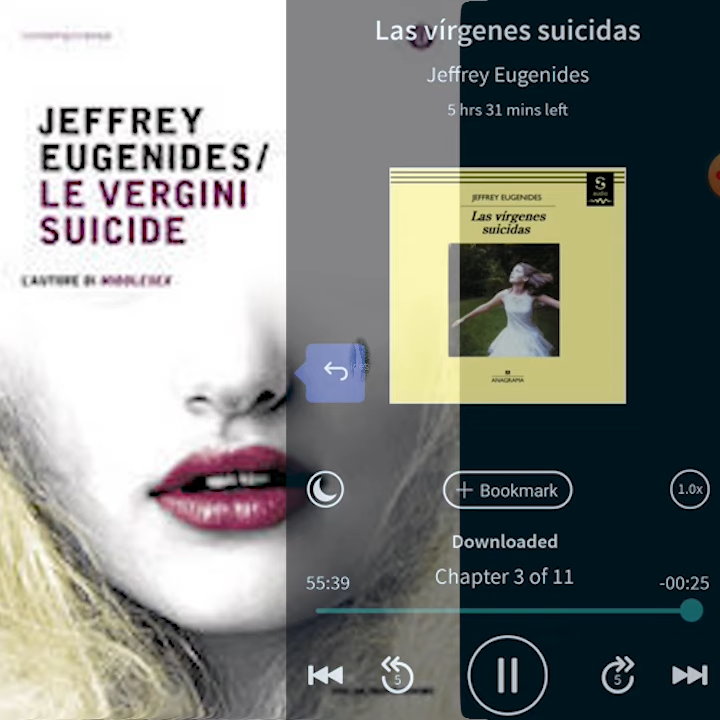 JEFFREY
EUGENIDES/
LE VERGINI
SUICIDE
L'AUTORE DI MIDDLESEX
Las vírgenes suicidas
Jeffrey Eugenides
5 hrs 31 mins left
S
audio
JEFFREY EUGENIDES
Las vírgenes
suicidas
ANAGRAMA
+ Bookmark
1.0x
Downloaded
55:39
Chapter 3 of 11
-00:25
5
5